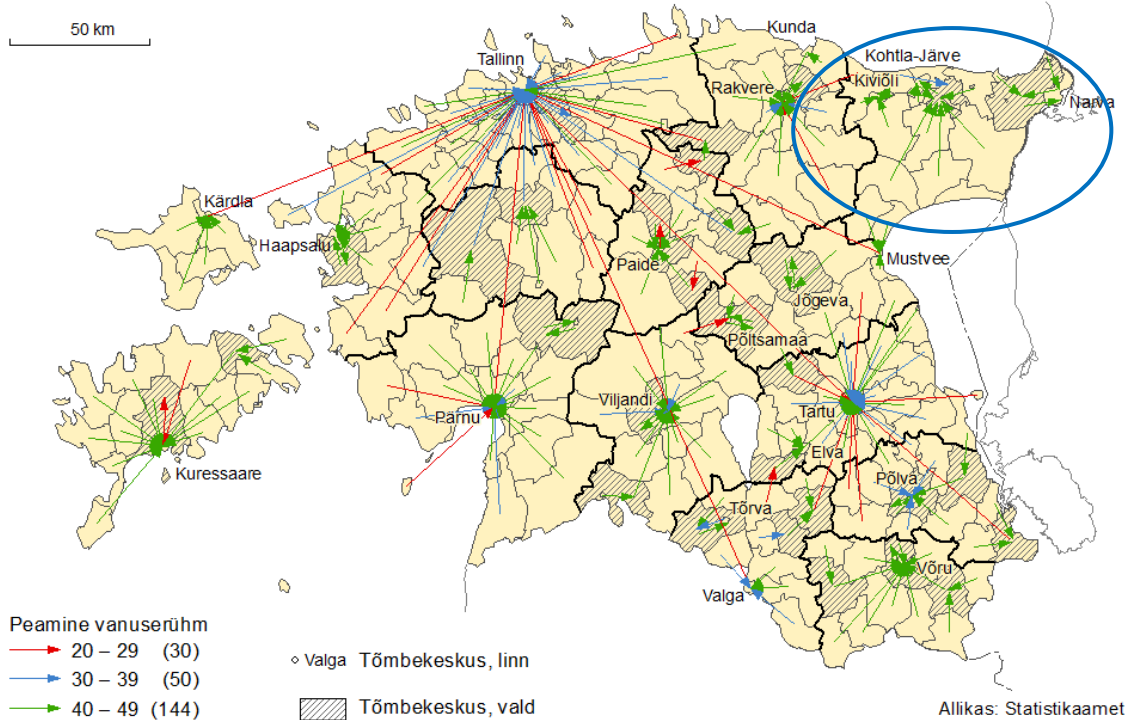 50 km
Tallinn
Kunda
Kohtla-Järve
Rakvere
Kiviõli
Narva
Kärdla
Haapsalu
Paide
Mustvee
Jõgeva
Põltsamaa
Pärnu
Viljandi
Tartu
Kuressaare
Elva
Põlva
Tõrva
Võru
Valga
Peamine vanuserühm
20 – 29 (30)
30 – 39 (50)
40 – 49 (144)
Valga Tõmbekeskus, linn
Tõmbekeskus, vald
Allikas: Statistikaamet